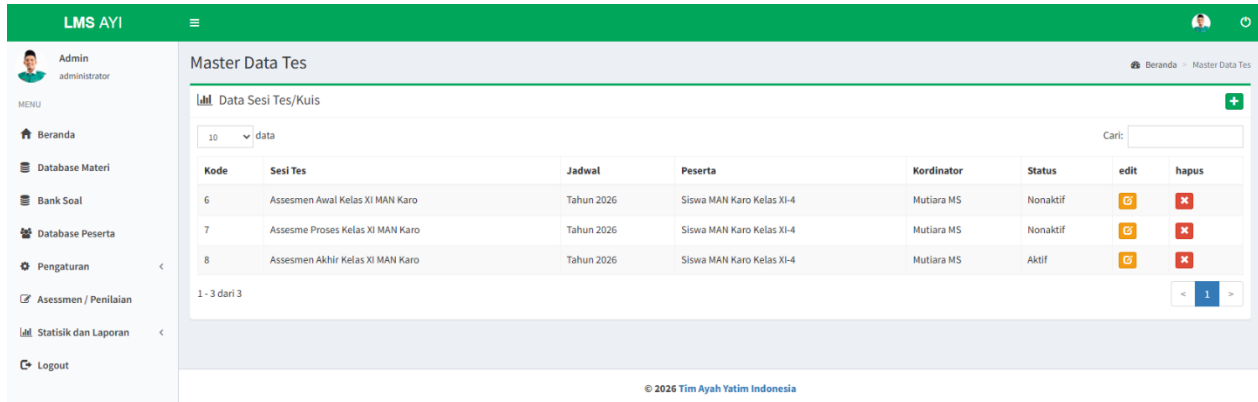 LMS AYI
Admin
administrator
MENU
Beranda
Database Materi
Bank Soal
Database Peserta
Pengaturan <
Asessmen / Penilaian
Statistik dan Laporan <
Logout
Master Data Tes
Beranda > Master Data Tes
Data Sesi Tes/Kuis
10 data Cari:
Kode Sesi Tes Jadwal Peserta Kordinator Status edit hapus
6 Assesmen Awal Kelas XI MAN Karo Tahun 2026 Siswa MAN Karo Kelas XI-4 Mutiara MS Nonaktif
7 Assesme Proses Kelas XI MAN Karo Tahun 2026 Siswa MAN Karo Kelas XI-4 Mutiara MS Nonaktif
8 Assesmen Akhir Kelas XI MAN Karo Tahun 2026 Siswa MAN Karo Kelas XI-4 Mutiara MS Aktif
1 - 3 dari 3 < 1 >
© 2026 Tim Ayah Yatim Indonesia